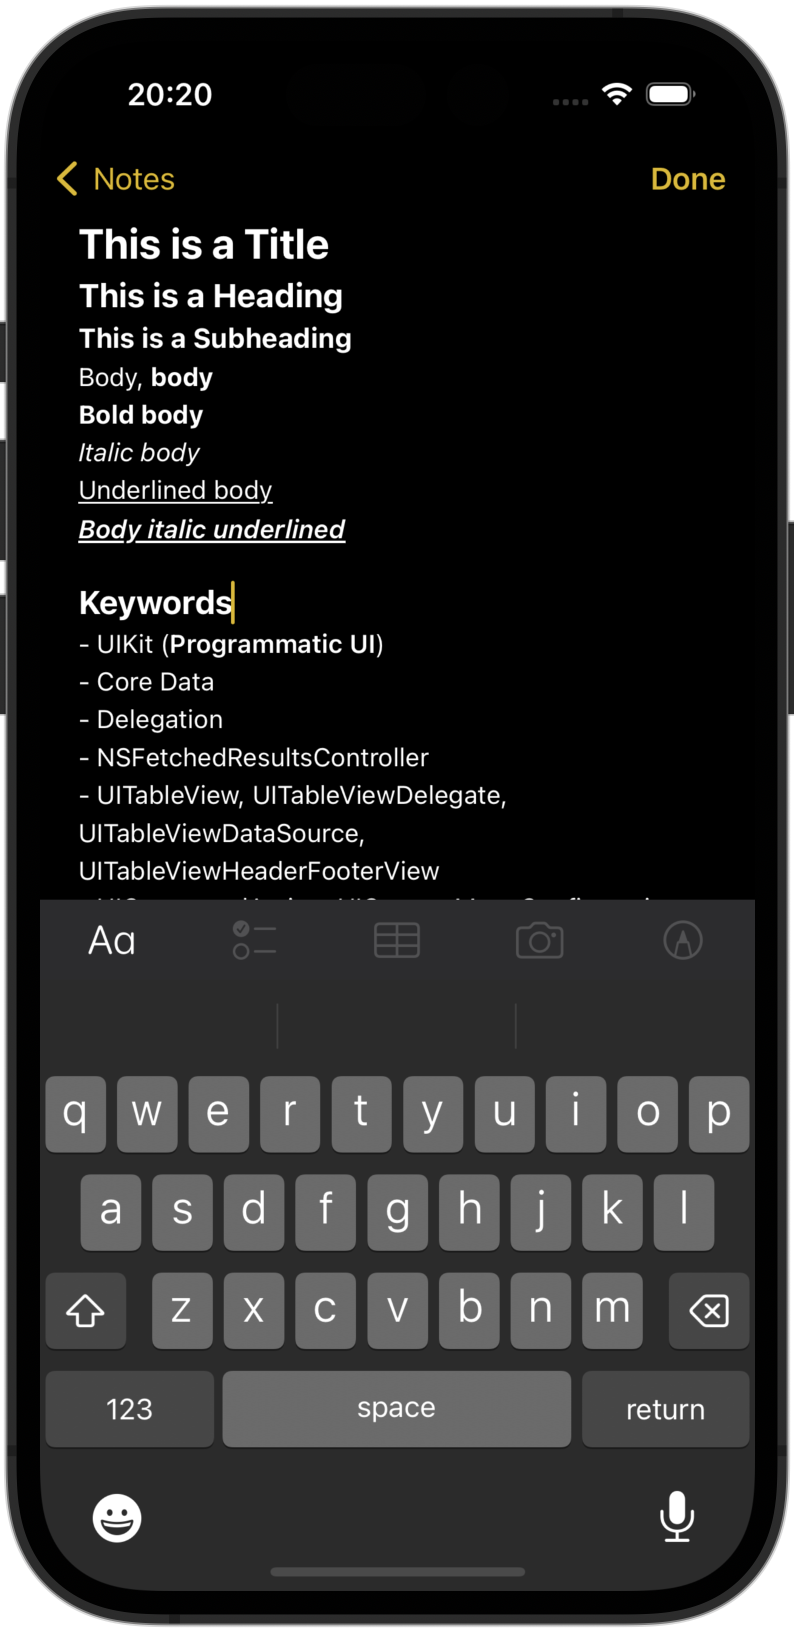 20:20
Notes
Done
This is a Title
This is a Heading
This is a Subheading
Body, body
Bold body
Italic body
Underlined body
Body italic underlined
Keywords
- UIKit (Programmatic UI)
- Core Data
- Delegation
- NSFetchedResultsController
- UITableView, UITableViewDelegate,
UITableViewDataSource,
UITableViewHeaderFooterView
Aa
q w e r t y u i o p
a s d f g h j k l
z x c v b n m
123 space return